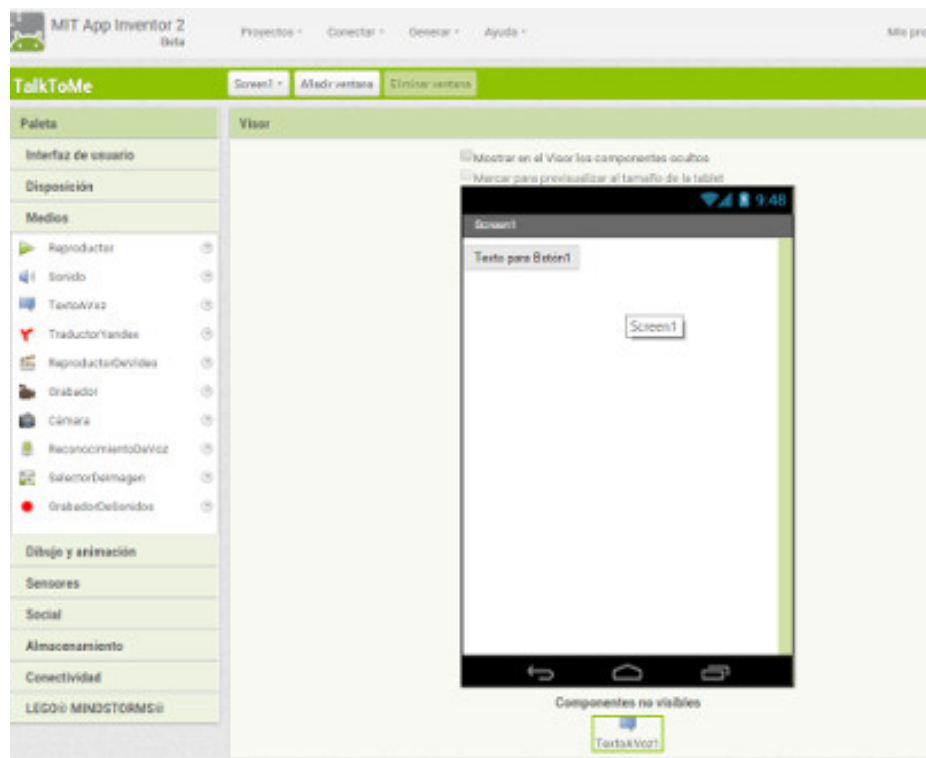 MIT App Inventor 2
Beta
Proyectos Conectar Generar Ayuda
Mis pro
TalkToMe
Screen1 Añadir ventana Eliminar ventana
Paleta
Visor
Interfaz de usuario
Disposición
Medios
Reproductor
Sonido
TextoAVoz
TraductorYandex
ReproductorDeVídeo
Grabador
Cámara
ReconocimientoDeVoz
SelectorDeImagen
GrabadorDeSonidos
Dibujo y animación
Sensores
Social
Almacenamiento
Conectividad
LEGO® MINDSTORMS®
Mostrar en el Visor los componentes ocultos
Marcar para previsualizar al tamaño de la tablet
9:48
Screen1
Texto para Botón1
Screen1
Componentes no visibles
TextoAVoz1